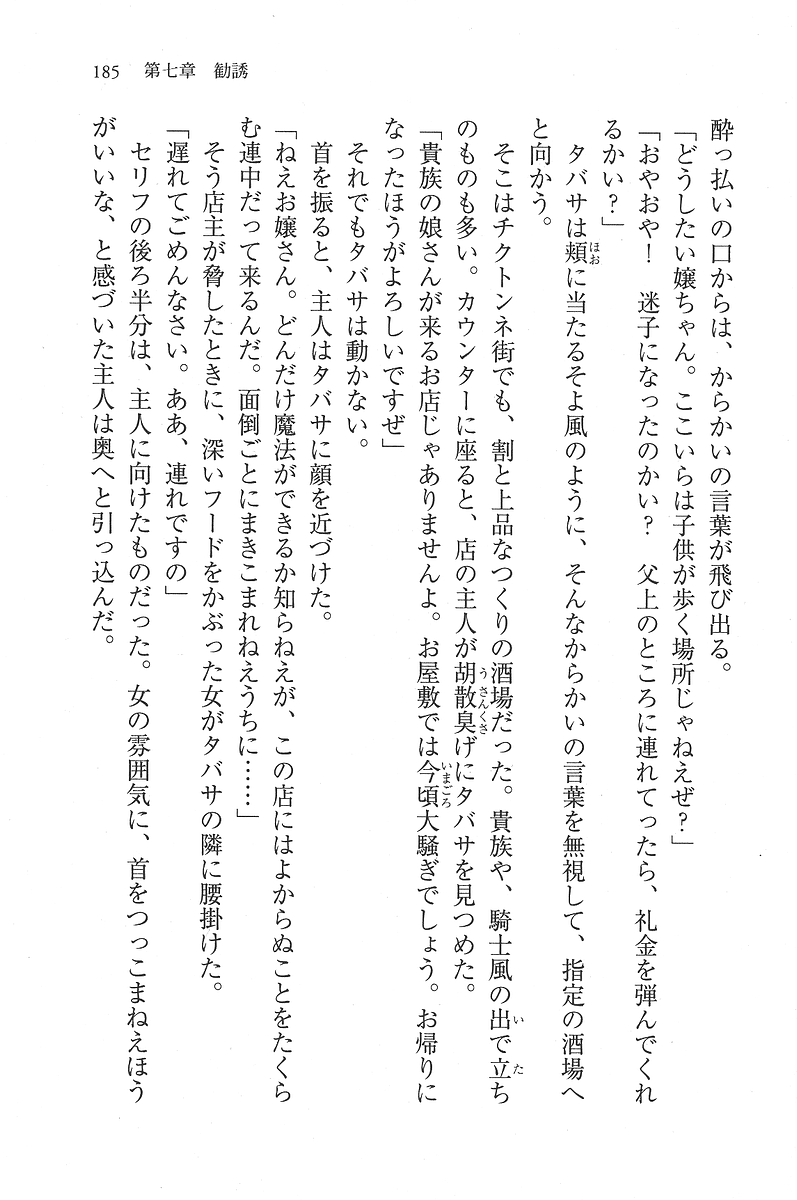 185　第七章　勧誘
酔っ払いの口からは、からかいの言葉が飛び出る。
「どうしたい嬢ちゃん。ここいらは子供が歩く場所じゃねえぜ？」
「おやおや！　迷子になったのかい？　父上のところに連れてったら、礼金を弾んでくれ
るかい？」
タバサは頬に当たるそよ風のように、そんなからかいの言葉を無視して、指定の酒場へ
と向かう。
そこはチクトンネ街でも、割と上品なつくりの酒場だった。貴族や、騎士風の出で立ち
のものも多い。カウンターに座ると、店の主人が胡散臭げにタバサを見つめた。
「貴族の娘さんが来るお店じゃありませんよ。お屋敷では今頃大騒ぎでしょう。お帰りに
なったほうがよろしいですぜ」
それでもタバサは動かない。
首を振ると、主人はタバサに顔を近づけた。
「ねえお嬢さん。どんだけ魔法ができるか知らねえが、この店にはよからぬことをたくら
む連中だって来るんだ。面倒ごとにまきこまれねえうちに……」
そう店主が脅したときに、深いフードをかぶった女がタバサの隣に腰掛けた。
「遅れてごめんなさい。ああ、連れですの」
セリフの後ろ半分は、主人に向けたものだった。女の雰囲気に、首をつっこまねえほう
がいいな、と感づいた主人は奥へと引っ込んだ。